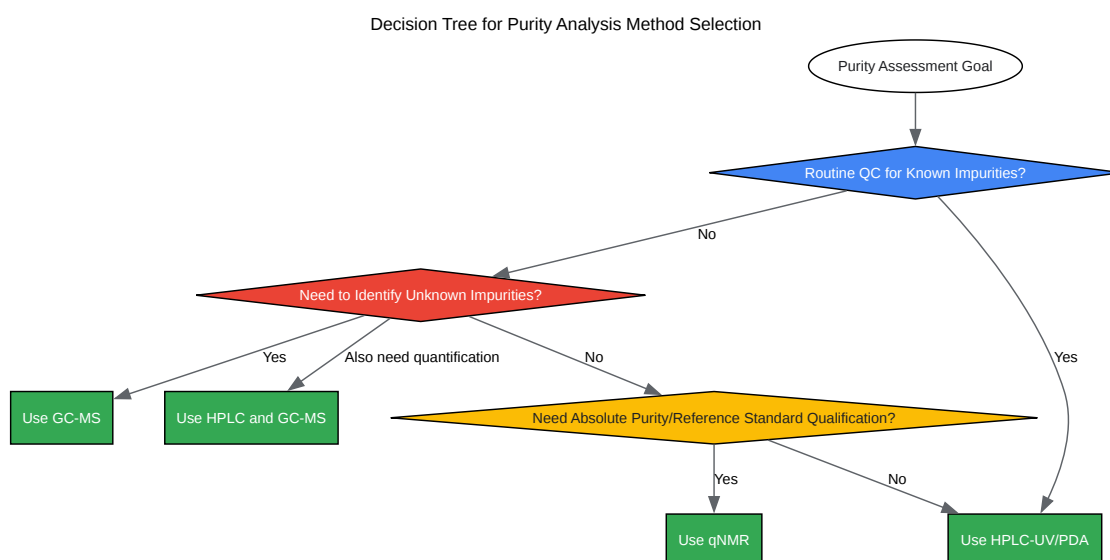 Decision Tree for Purity Analysis Method Selection
Purity Assessment Goal
Routine QC for Known Impurities?
No
Need to Identify Unknown Impurities?
Yes
Also need quantification
No
Yes
Use GC-MS
Use HPLC and GC-MS
Need Absolute Purity/Reference Standard Qualification?
Yes
No
Use qNMR
Use HPLC-UV/PDA